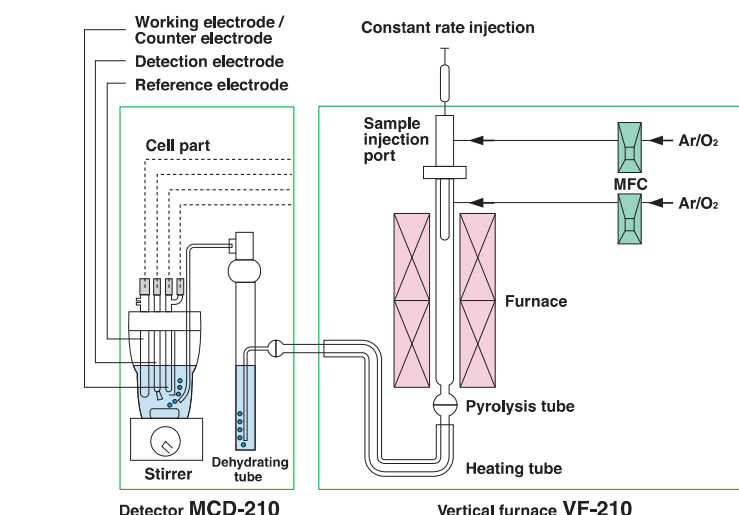 Working electrode /
Counter electrode
Detection electrode
Reference electrode
Constant rate injection
Cell part
Sample
injection
port
Ar/O₂
MFC
Ar/O₂
Furnace
Pyrolysis tube
Heating tube
Stirrer
Dehydrating
tube
Detector MCD-210
Vertical furnace VF-210